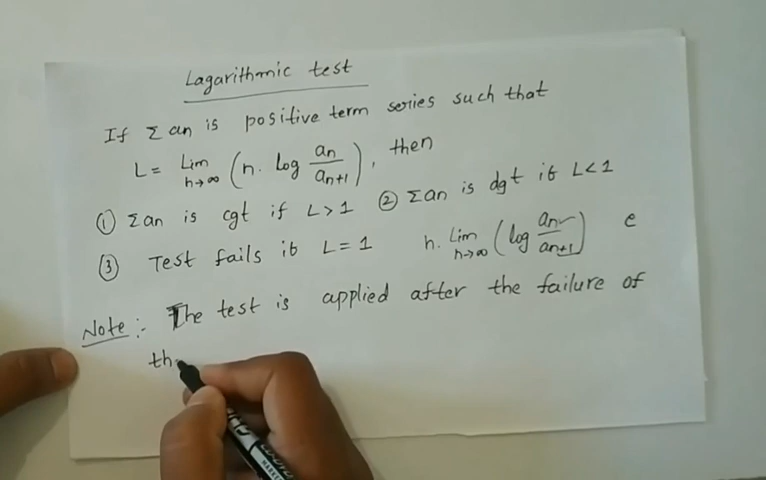 Lagarithmic test
If Σ an is positive term series such that
L = Lim n→∞ (n. log an/an+1), then
① Σan is cgt if L > 1 ② Σan is dgt if L < 1
③ Test fails if L = 1 n. Lim n→∞ (log an/an+1) e
Note :- The test is applied after the failure of
th